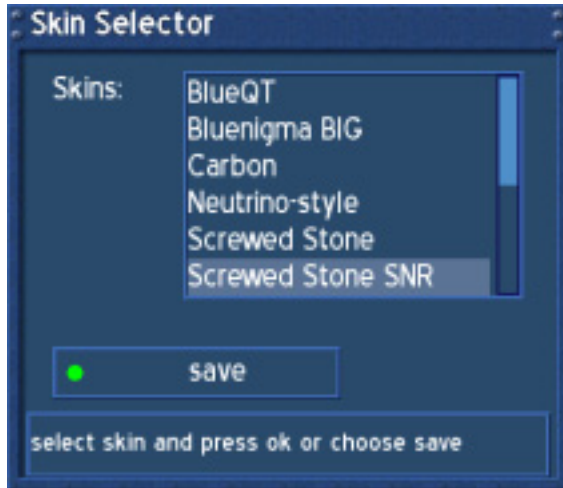 Skin Selector
Skins:
BlueQT
Bluenigma BIG
Carbon
Neutrino-style
Screwed Stone
Screwed Stone SNR
save
select skin and press ok or choose save